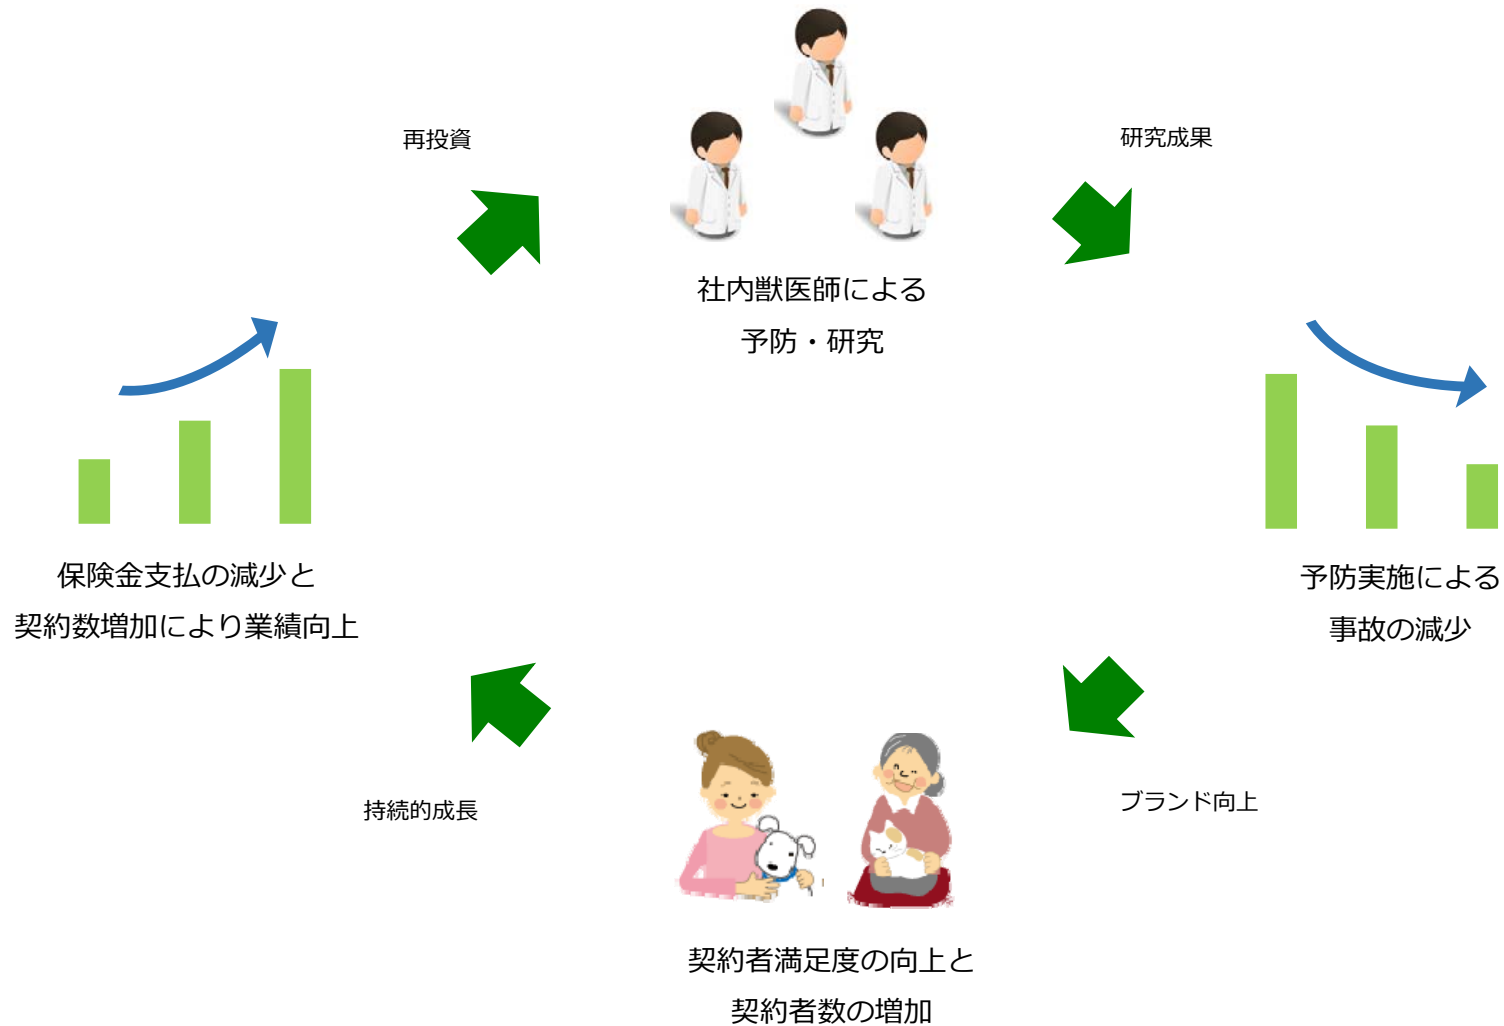 再投資
研究成果
社内獣医師による
予防・研究
保険金支払の減少と
契約数増加により業績向上
予防実施による
事故の減少
持続的成長
ブランド向上
契約者満足度の向上と
契約者数の増加